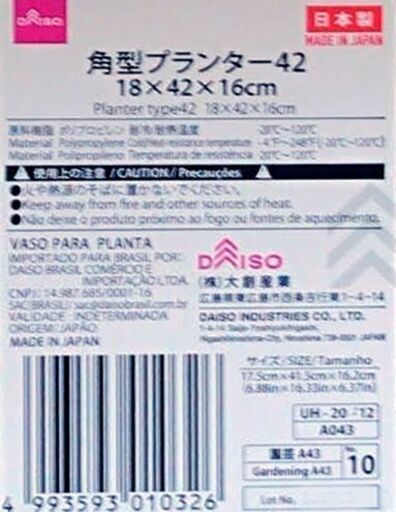 DAISO
日本製
MADE IN JAPAN
角型プランター42
18×42×16cm
Planter type42 18×42×16cm
原料樹脂 ポリプロピレン 耐冷/耐熱温度 -20℃~120℃
Material Polypropylene Cold/Heat-resistance temperature -4°F~248°F(-20℃~120℃)
Material Polipropileno Temperatura de resistência -20℃~120℃
使用上の注意 / CAUTION / Precauções
●火や熱源のそばに置かないでください。
●Keep away from fire and other sources of heat.
●Não deixe o produto próximo ao fogo ou fontes de aquecimento.
VASO PARA PLANTA
IMPORTADO PARA BRASIL POR:
DAISO BRASIL COMÉRCIO E
IMPORTAÇÃO LTDA.
CNPJ: 14.987.685/0001-16
SAC BRASIL: sac@daisobrasil.com.br
VALIDADE: INDETERMINADA
ORIGEM: JAPÃO
MADE IN JAPAN
DAISO
(株)大創産業
広島県東広島市西条吉行東1-4-14
DAISO INDUSTRIES CO., LTD.
1-4-14 Saijo-Yoshiyukihigashi,
Higashihiroshima-City, Hiroshima, 739-8501 JAPAN
サイズ/SIZE/Tamanho
17.5cm×41.5cm×16.2cm
(6.88in×16.33in×6.37in)
UH-20 '12
A043
園芸 A43
Gardening A43
No
10
Lot No.
4 993593 010326